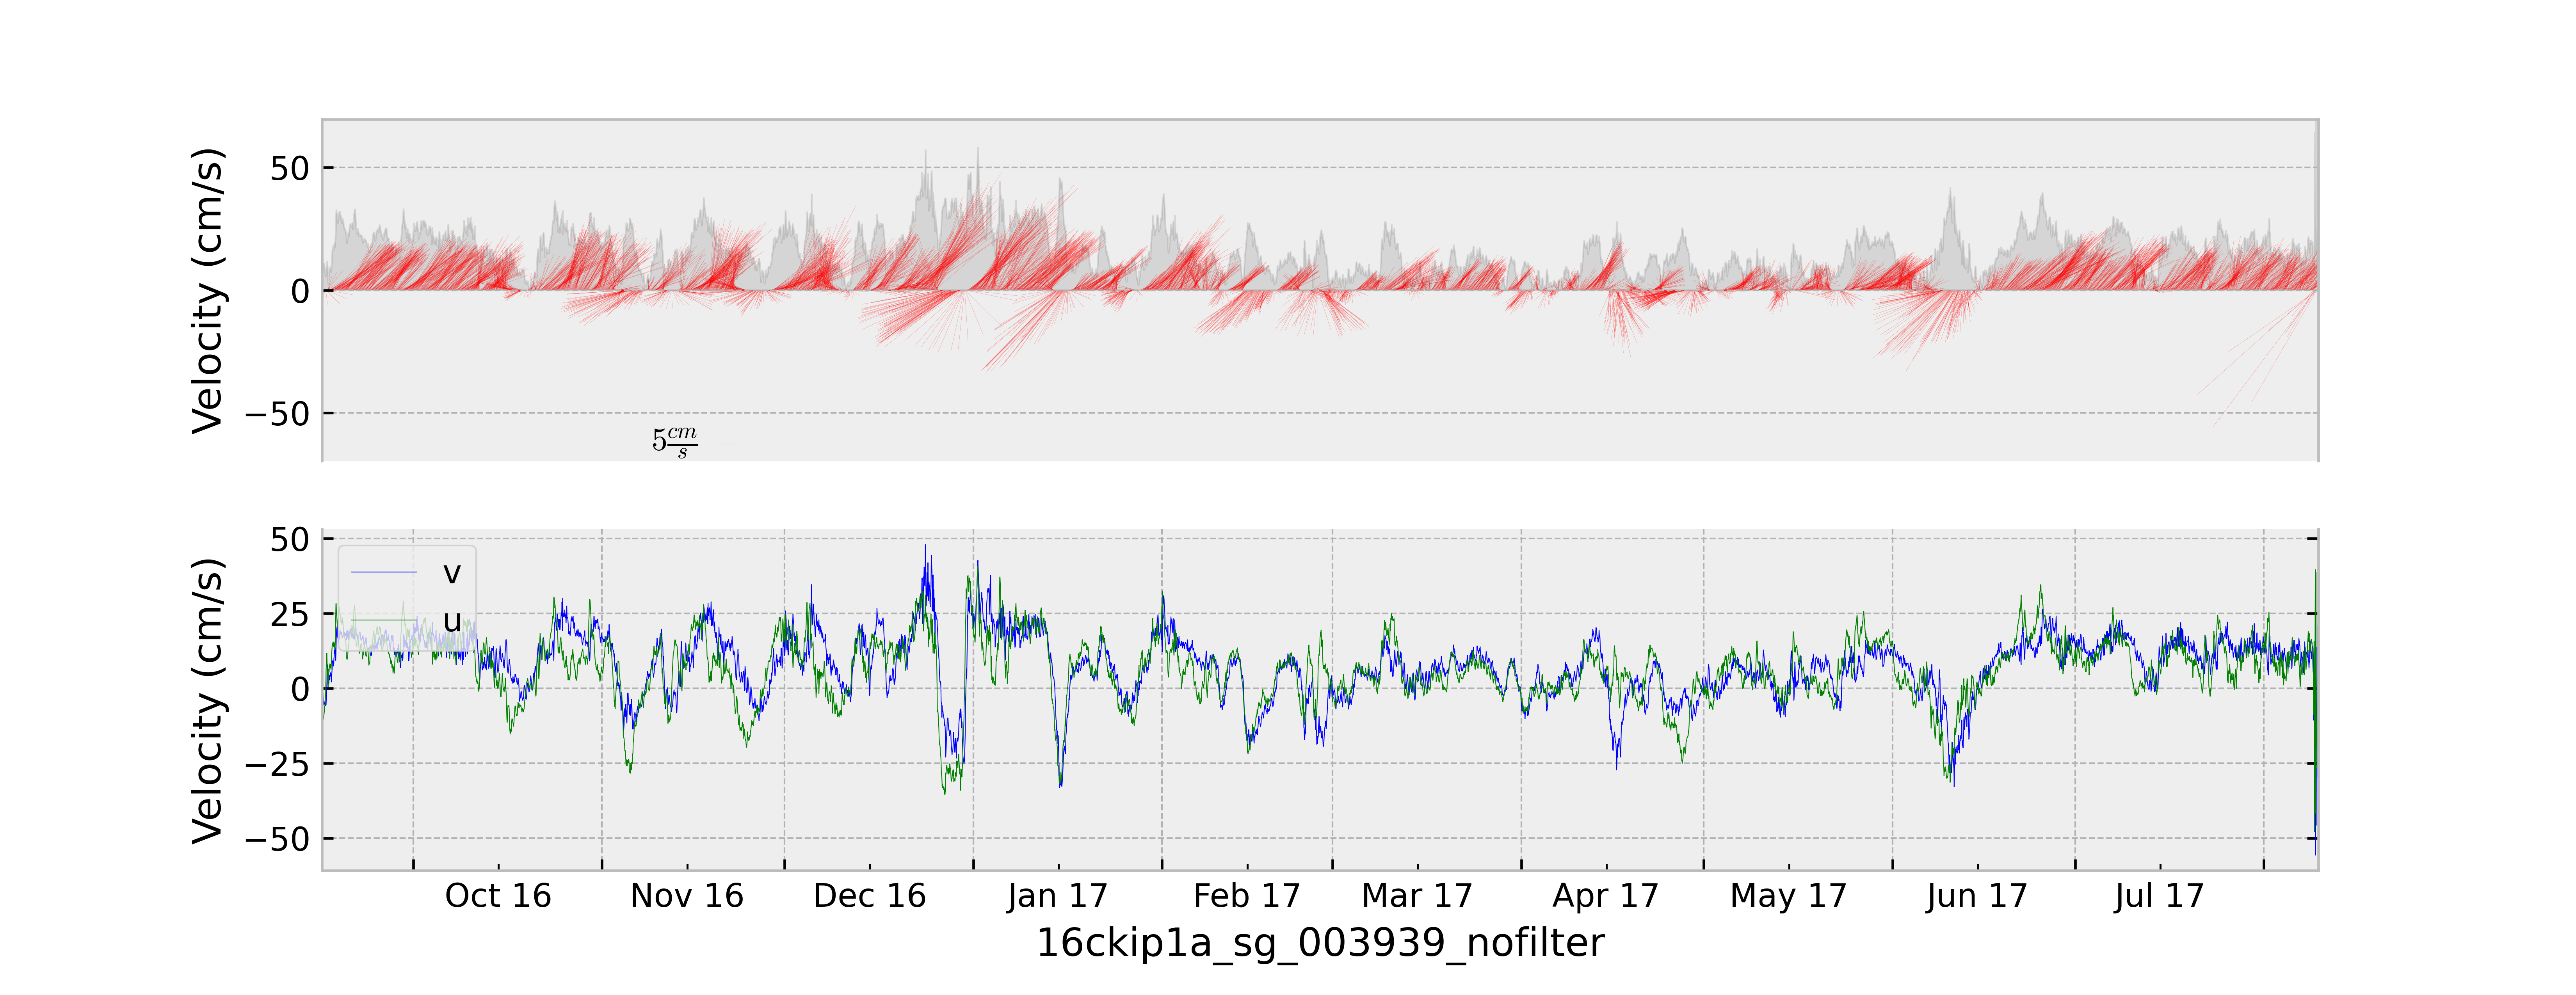 Velocity (cm/s)
50
0
−50
5 cm/s
Velocity (cm/s)
50
25
0
−25
−50
v
u
Oct 16 Nov 16 Dec 16 Jan 17 Feb 17 Mar 17 Apr 17 May 17 Jun 17 Jul 17
16ckip1a_sg_003939_nofilter